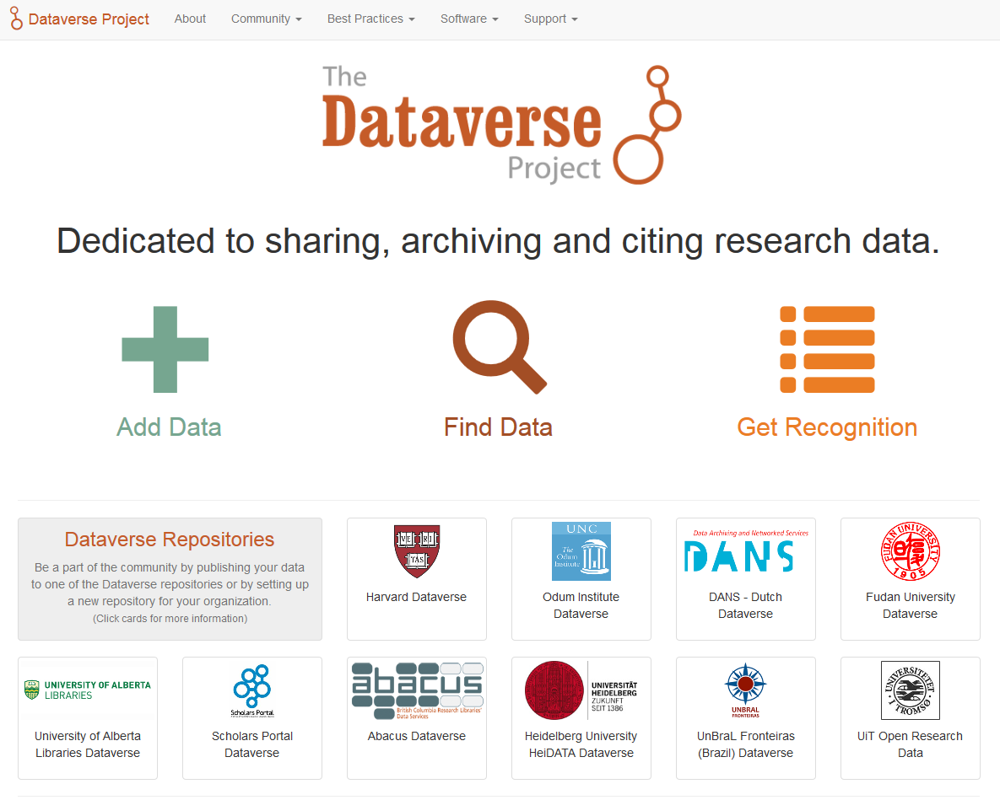 Dataverse Project About Community Best Practices Software Support
The
Dataverse
Project
Dedicated to sharing, archiving and citing research data.
Add Data
Find Data
Get Recognition
Dataverse Repositories
Be a part of the community by publishing your data
to one of the Dataverse repositories or by setting up
a new repository for your organization.
(Click cards for more information)
VE RI
TAS
Harvard Dataverse
UNC
The
Odum
Institute
Odum Institute
Dataverse
Data Archiving and Networked Services
DANS
DANS - Dutch
Dataverse
FUDAN UNIVERSITY
1905
Fudan University
Dataverse
UNIVERSITY OF ALBERTA
LIBRARIES
University of Alberta
Libraries Dataverse
Scholars Portal
Scholars Portal
Dataverse
abacus
British Columbia Research Libraries'
Data Services
Abacus Dataverse
UNIVERSITÄT
HEIDELBERG
ZUKUNFT
SEIT 1386
Heidelberg University
HeiDATA Dataverse
UNBRAL
FRONTEIRAS
UnBraL Fronteiras
(Brazil) Dataverse
UNIVERSITETET
I TROMSØ
UiT Open Research
Data